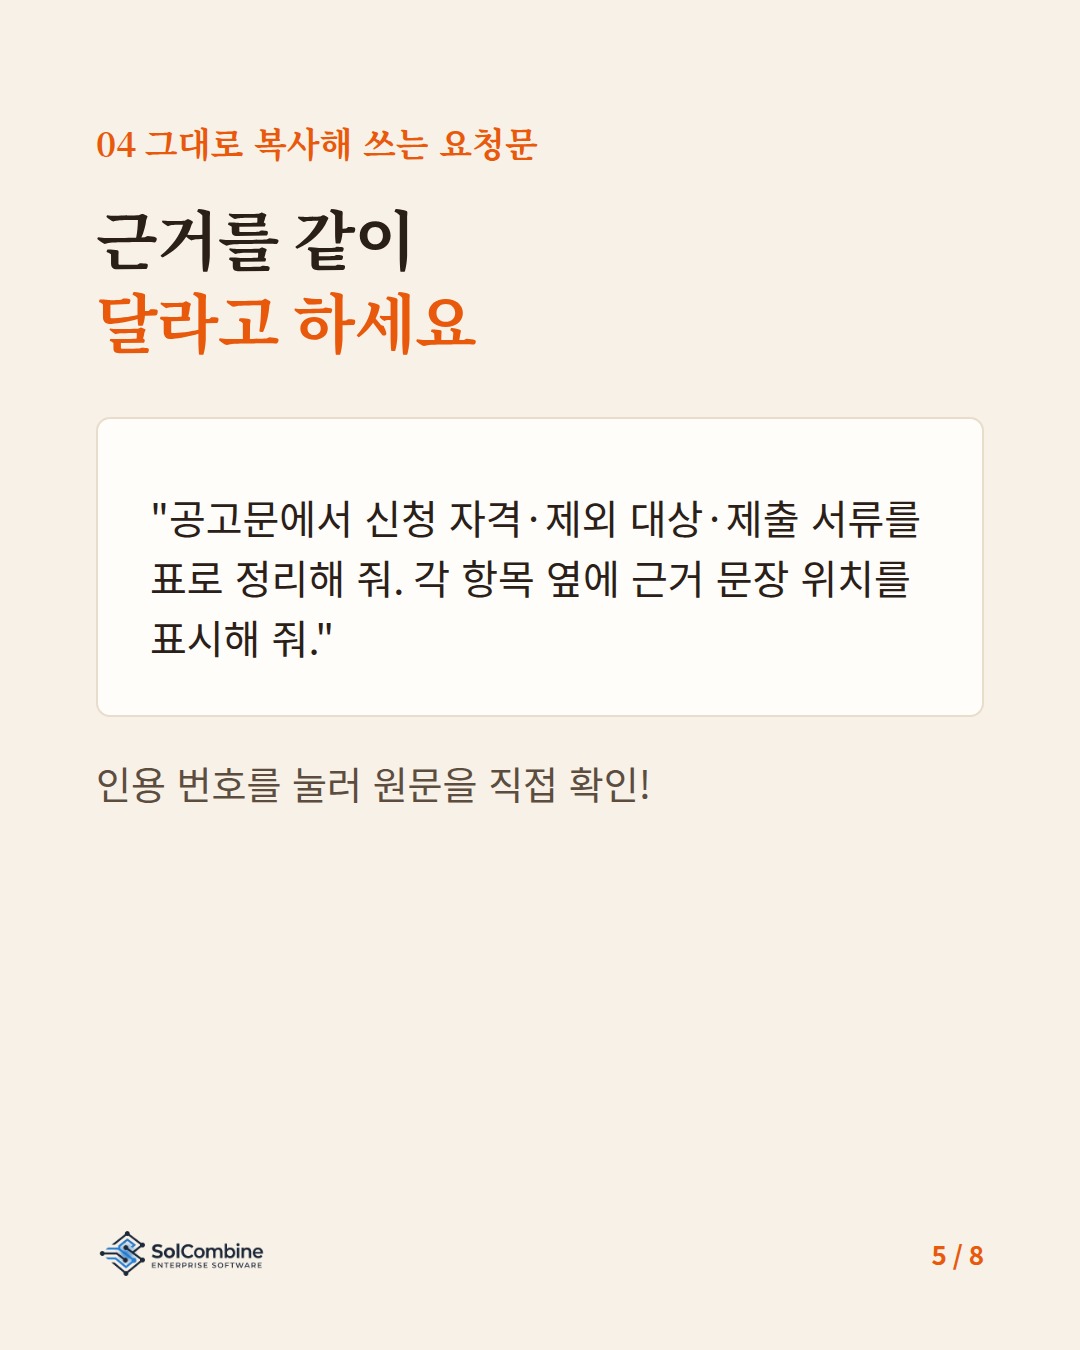 04 그대로 복사해 쓰는 요청문
근거를 같이
달라고 하세요
"공고문에서 신청 자격·제외 대상·제출 서류를
표로 정리해 줘. 각 항목 옆에 근거 문장 위치를
표시해 줘."
인용 번호를 눌러 원문을 직접 확인!
SolCombine
ENTERPRISE SOFTWARE
5 / 8